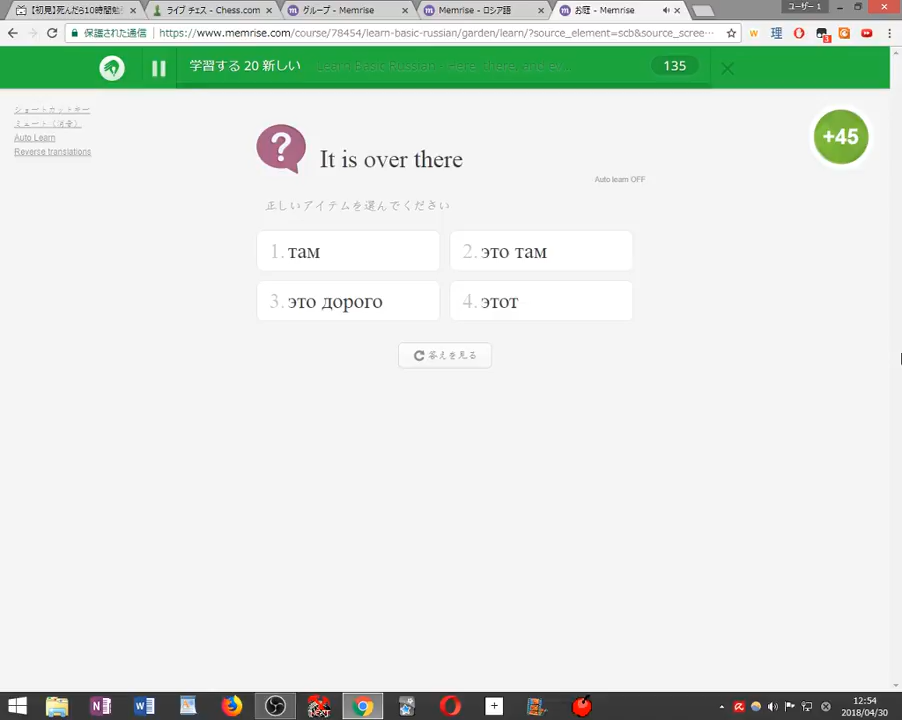 【初見】死んだら10時間勉
ライブ チェス - Chess.com
グループ - Memrise
Memrise - ロシア語
お庭 - Memrise
ユーザー 1
保護された通信
https://www.memrise.com/course/78454/learn-basic-russian/garden/learn/?source_element=scb&source_scree…
学習する 20 新しい
Learn Basic Russian - Here, there, and ev...
135
ショートカットキー
ミュート (消音)
Auto Learn
Reverse translations
+45
? It is over there
Auto learn OFF
正しいアイテムを選んでください
1. там
2. это там
3. это дорого
4. этот
答えを見る
12:54
2018/04/30